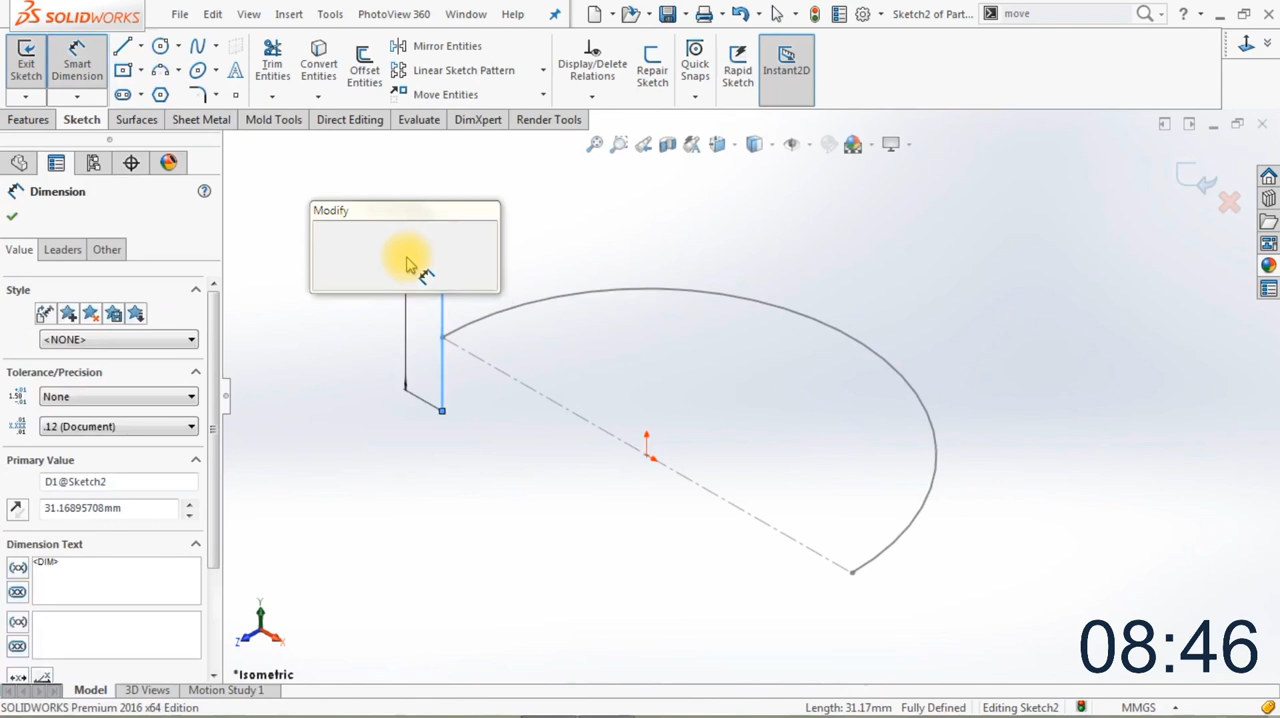 SOLIDWORKS File Edit View Insert Tools PhotoView 360 Window Help Sketch2 of Part... move
Exit Sketch Smart Dimension Trim Entities Convert Entities Offset Entities Mirror Entities Linear Sketch Pattern Move Entities Display/Delete Relations Repair Sketch Quick Snaps Rapid Sketch Instant2D
Features Sketch Surfaces Sheet Metal Mold Tools Direct Editing Evaluate DimXpert Render Tools
Dimension
Modify
Value Leaders Other
Style
<NONE>
Tolerance/Precision
None
.12 (Document)
Primary Value
D1@Sketch2
31.16895708mm
Dimension Text
<DIM>
Y
Z X
*Isometric
08:46
Model 3D Views Motion Study 1
SOLIDWORKS Premium 2016 x64 Edition Length: 31.17mm Fully Defined Editing Sketch2 MMGS